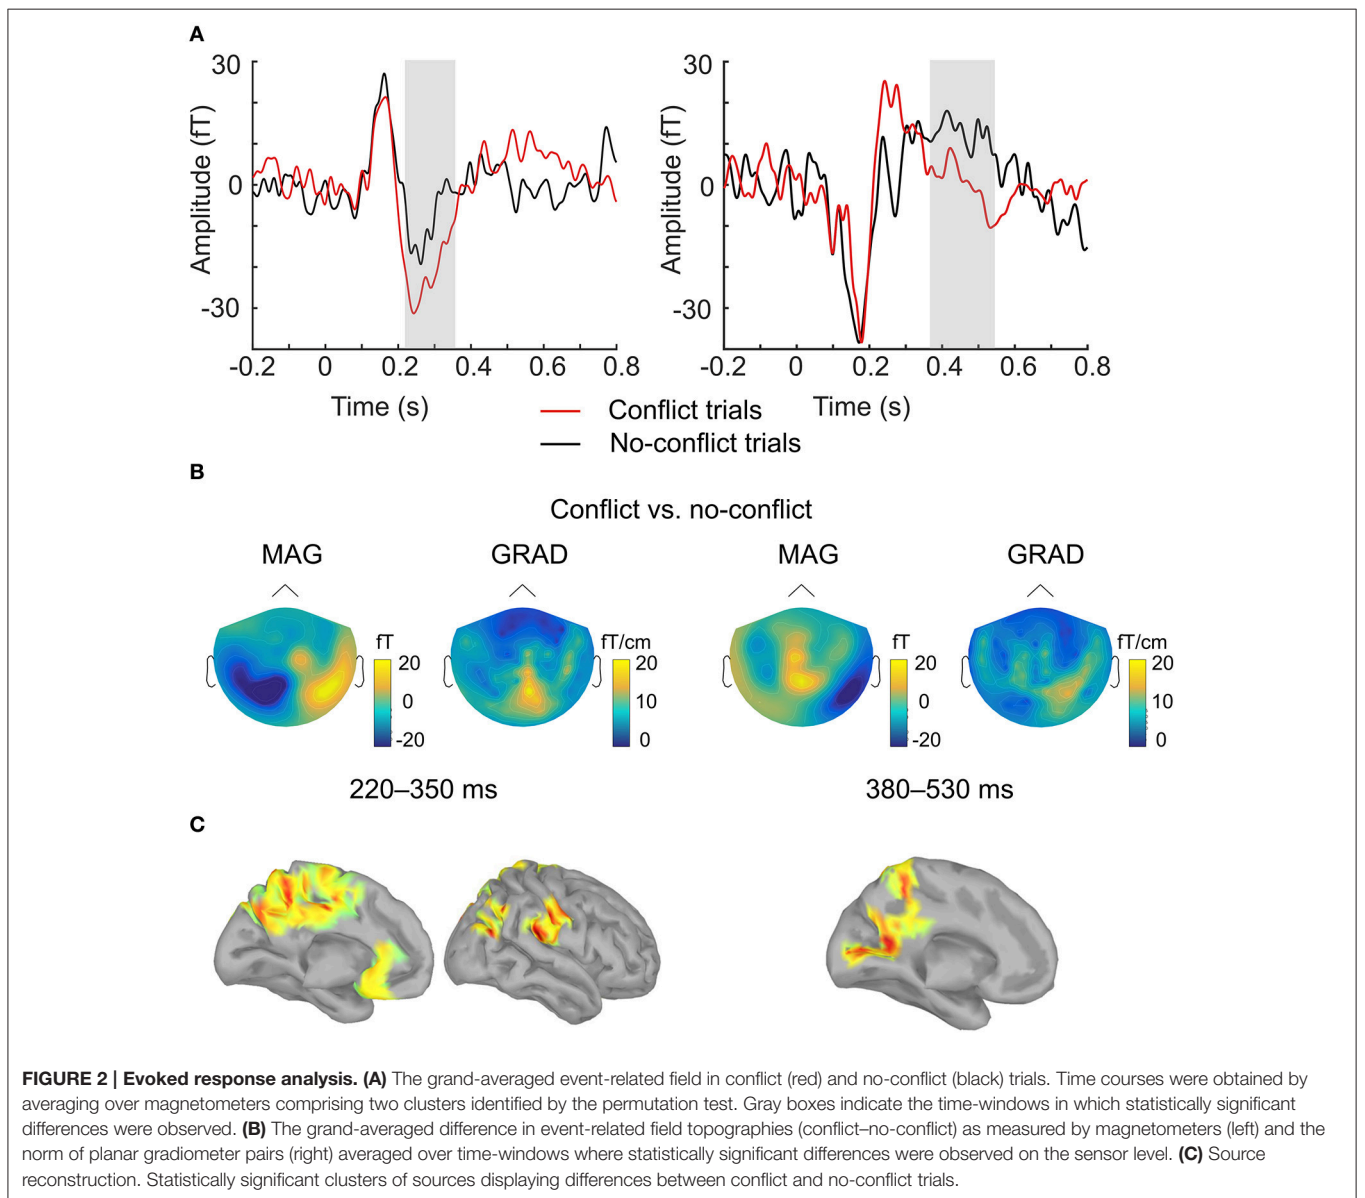 A
30
0
-30
Amplitude (fT)
-0.2 0 0.2 0.4 0.6 0.8
Time (s)
30
0
-30
Amplitude (fT)
-0.2 0 0.2 0.4 0.6 0.8
Time (s)
Conflict trials
No-conflict trials
B
Conflict vs. no-conflict
MAG GRAD MAG GRAD
fT
20
0
-20
fT/cm
20
10
0
fT
20
0
-20
fT/cm
20
10
0
220–350 ms 380–530 ms
C
FIGURE 2 | Evoked response analysis. (A) The grand-averaged event-related field in conflict (red) and no-conflict (black) trials. Time courses were obtained by
averaging over magnetometers comprising two clusters identified by the permutation test. Gray boxes indicate the time-windows in which statistically significant
differences were observed. (B) The grand-averaged difference in event-related field topographies (conflict–no-conflict) as measured by magnetometers (left) and the
norm of planar gradiometer pairs (right) averaged over time-windows where statistically significant differences were observed on the sensor level. (C) Source
reconstruction. Statistically significant clusters of sources displaying differences between conflict and no-conflict trials.